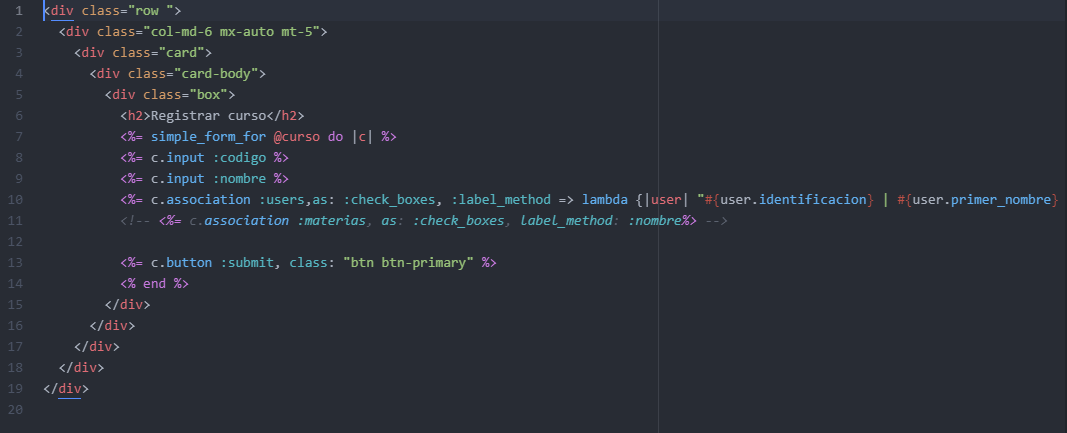 1 <div class="row ">
2 <div class="col-md-6 mx-auto mt-5">
3 <div class="card">
4 <div class="card-body">
5 <div class="box">
6 <h2>Registrar curso</h2>
7 <%= simple_form_for @curso do |c| %>
8 <%= c.input :codigo %>
9 <%= c.input :nombre %>
10 <%= c.association :users,as: :check_boxes, :label_method => lambda {|user| "#{user.identificacion} | #{user.primer_nombre}
11 <!-- <%= c.association :materias, as: :check_boxes, label_method: :nombre%> -->
12
13 <%= c.button :submit, class: "btn btn-primary" %>
14 <% end %>
15 </div>
16 </div>
17 </div>
18 </div>
19 </div>
20